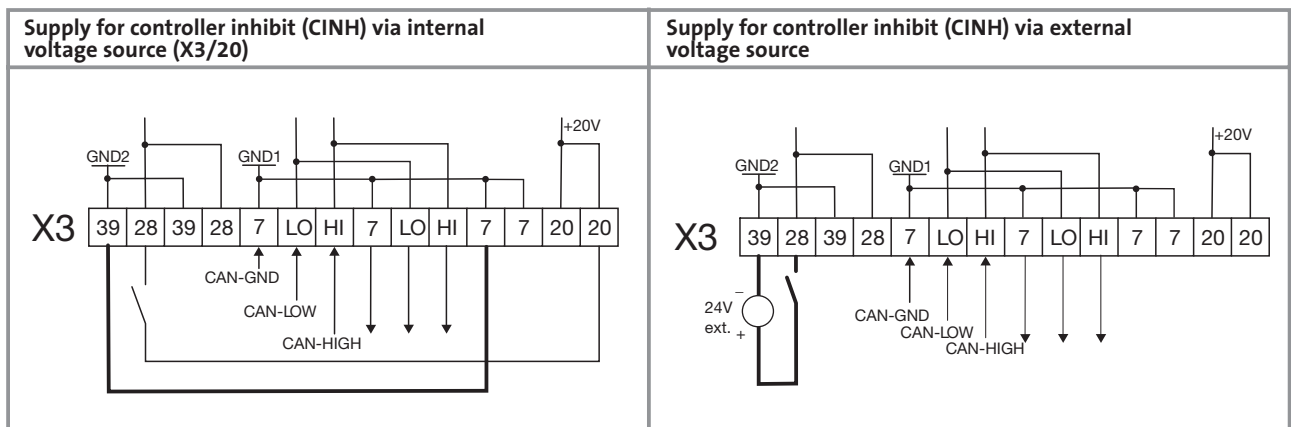 Supply for controller inhibit (CINH) via internal
voltage source (X3/20)
GND2
GND1
+20V
X3 39 28 39 28 7 LO HI 7 LO HI 7 7 20 20
CAN-GND
CAN-LOW
CAN-HIGH
Supply for controller inhibit (CINH) via external
voltage source
GND2
GND1
+20V
X3 39 28 39 28 7 LO HI 7 LO HI 7 7 20 20
–
24V
ext.
+
CAN-GND
CAN-LOW
CAN-HIGH